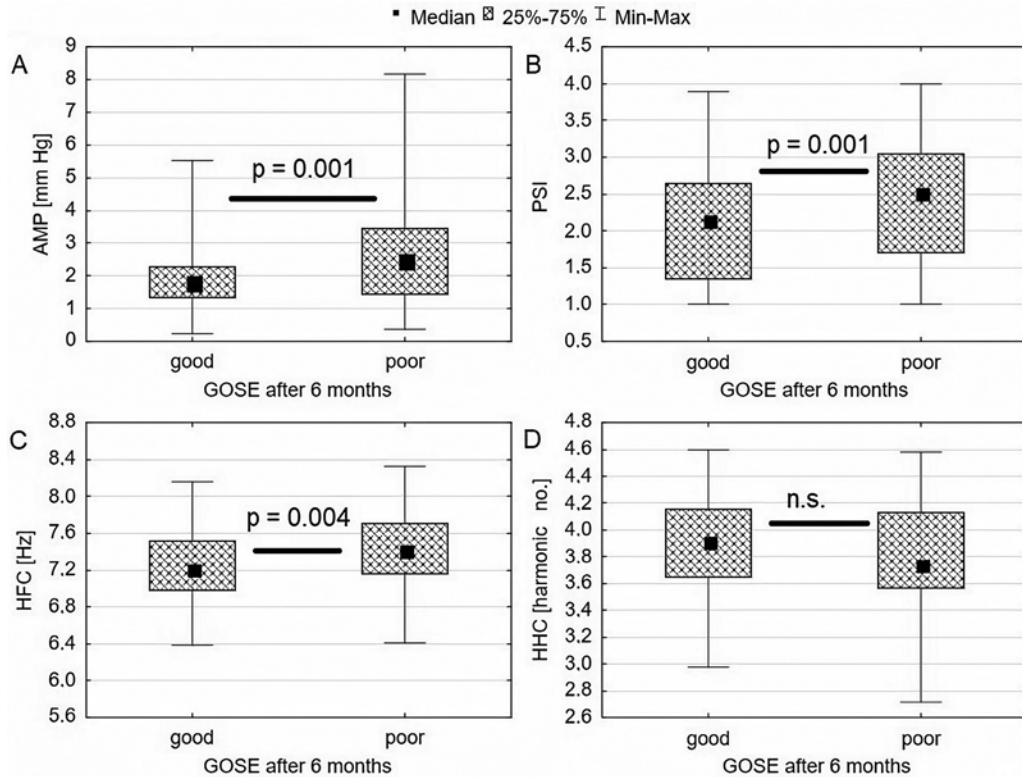 Median 25%-75% Min-Max
A
AMP [mm Hg]
9
8
7
6
5
4
3
2
1
0
p = 0.001
good poor
GOSE after 6 months
B
PSI
4.5
4.0
3.5
3.0
2.5
2.0
1.5
1.0
0.5
p = 0.001
good poor
GOSE after 6 months
C
HFC [Hz]
8.8
8.4
8.0
7.6
7.2
6.8
6.4
6.0
5.6
p = 0.004
good poor
GOSE after 6 months
D
HHC [harmonic no.]
4.8
4.6
4.4
4.2
4.0
3.8
3.6
3.4
3.2
3.0
2.8
2.6
n.s.
good poor
GOSE after 6 months